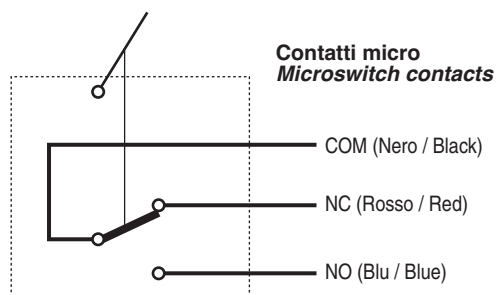 Contatti micro
Microswitch contacts
COM (Nero / Black)
NC (Rosso / Red)
NO (Blu / Blue)